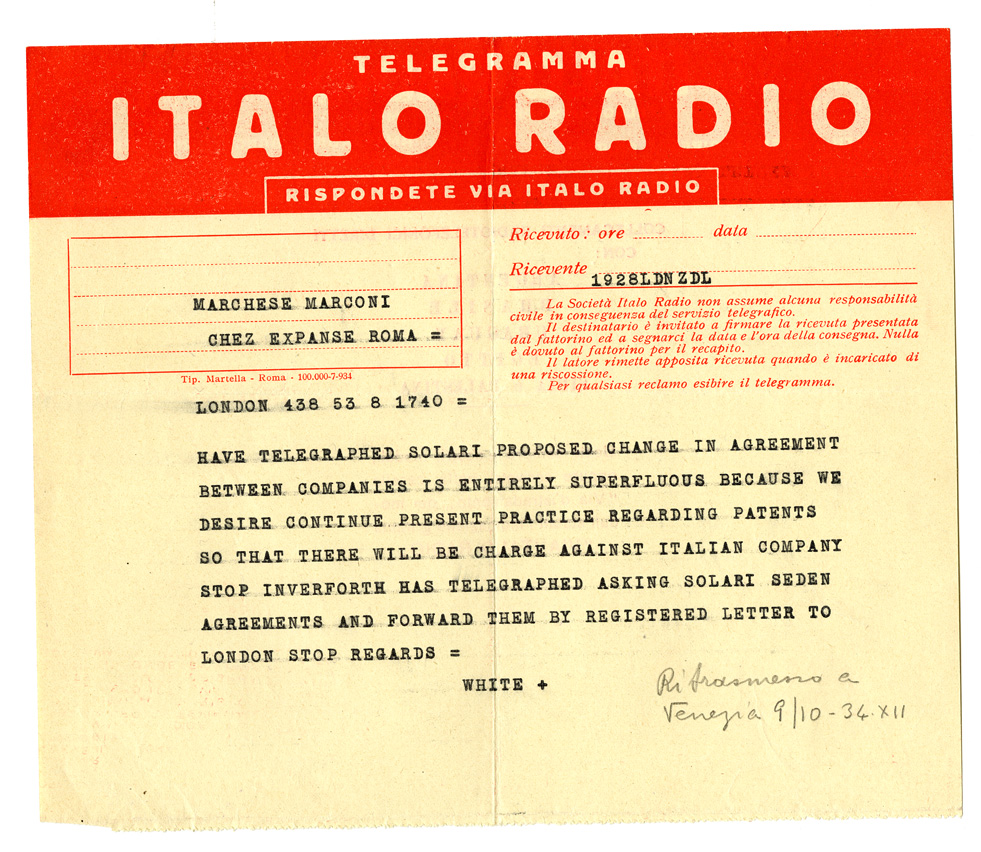 TELEGRAMMA
ITALO RADIO
RISPONDETE VIA ITALO RADIO
MARCHESE MARCONI
CHEZ EXPANSE ROMA =
Tip. Martella - Roma - 100.000-7-934
Ricevuto: ore data
Ricevente 1928LDNZDL
La Società Italo Radio non assume alcuna responsabilità
civile in conseguenza del servizio telegrafico.
Il destinatario è invitato a firmare la ricevuta presentata
dal fattorino ed a segnarci la data e l'ora della consegna. Nulla
è dovuto al fattorino per il recapito.
Il latore rimette apposita ricevuta quando è incaricato di
una riscossione.
Per qualsiasi reclamo esibire il telegramma.
LONDON 438 53 8 1740 =
HAVE TELEGRAPHED SOLARI PROPOSED CHANGE IN AGREEMENT
BETWEEN COMPANIES IS ENTIRELY SUPERFLUOUS BECAUSE WE
DESIRE CONTINUE PRESENT PRACTICE REGARDING PATENTS
SO THAT THERE WILL BE CHARGE AGAINST ITALIAN COMPANY
STOP INVERFORTH HAS TELEGRAPHED ASKING SOLARI SEDEN
AGREEMENTS AND FORWARD THEM BY REGISTERED LETTER TO
LONDON STOP REGARDS =
WHITE +
Ritrasmesso a
Venezia 9/10-34.XII